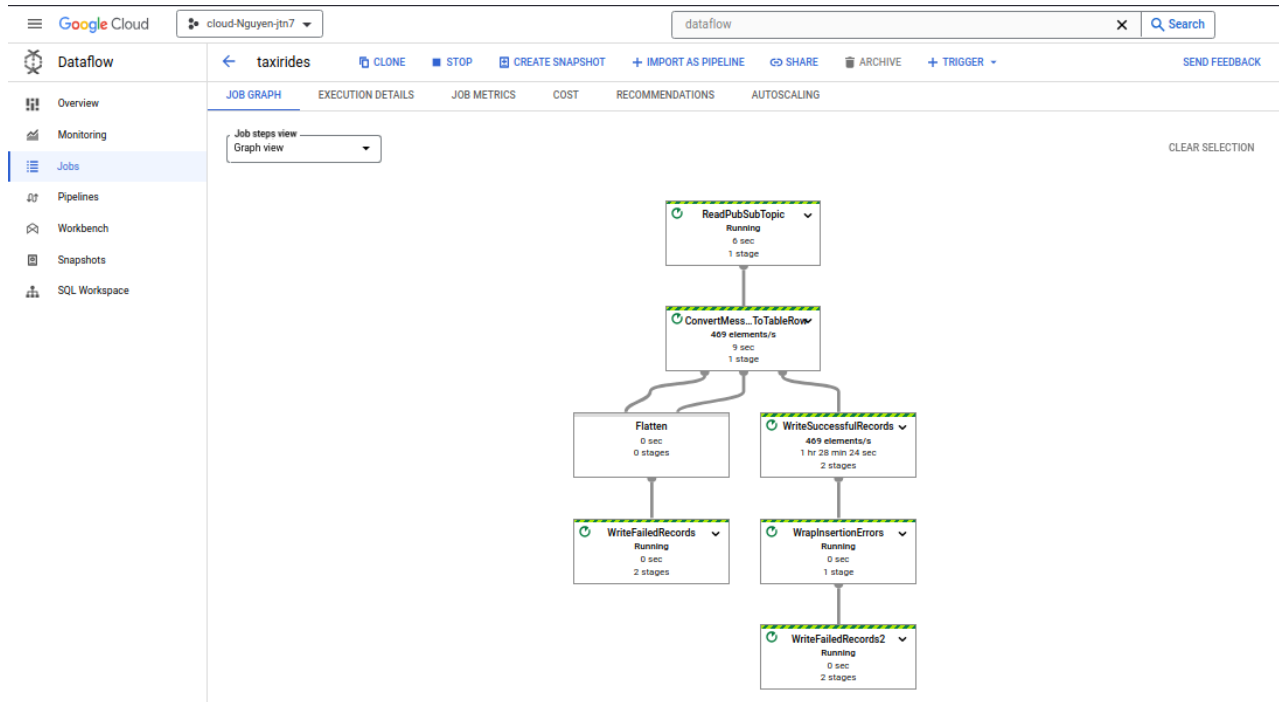 Google Cloud
cloud-Nguyen-jtn7
dataflow
Search
Dataflow
taxirides
CLONE
STOP
CREATE SNAPSHOT
IMPORT AS PIPELINE
SHARE
ARCHIVE
TRIGGER
SEND FEEDBACK
Overview
Monitoring
Jobs
Pipelines
Workbench
Snapshots
SQL Workspace
JOB GRAPH
EXECUTION DETAILS
JOB METRICS
COST
RECOMMENDATIONS
AUTOSCALING
Job steps view
Graph view
CLEAR SELECTION
ReadPubSubTopic
Running
6 sec
1 stage
ConvertMess...ToTableRow
469 elements/s
9 sec
1 stage
Flatten
0 sec
0 stages
WriteSuccessfulRecords
469 elements/s
1 hr 28 min 24 sec
2 stages
WriteFailedRecords
Running
0 sec
2 stages
WrapInsertionErrors
Running
0 sec
1 stage
WriteFailedRecords2
Running
0 sec
2 stages